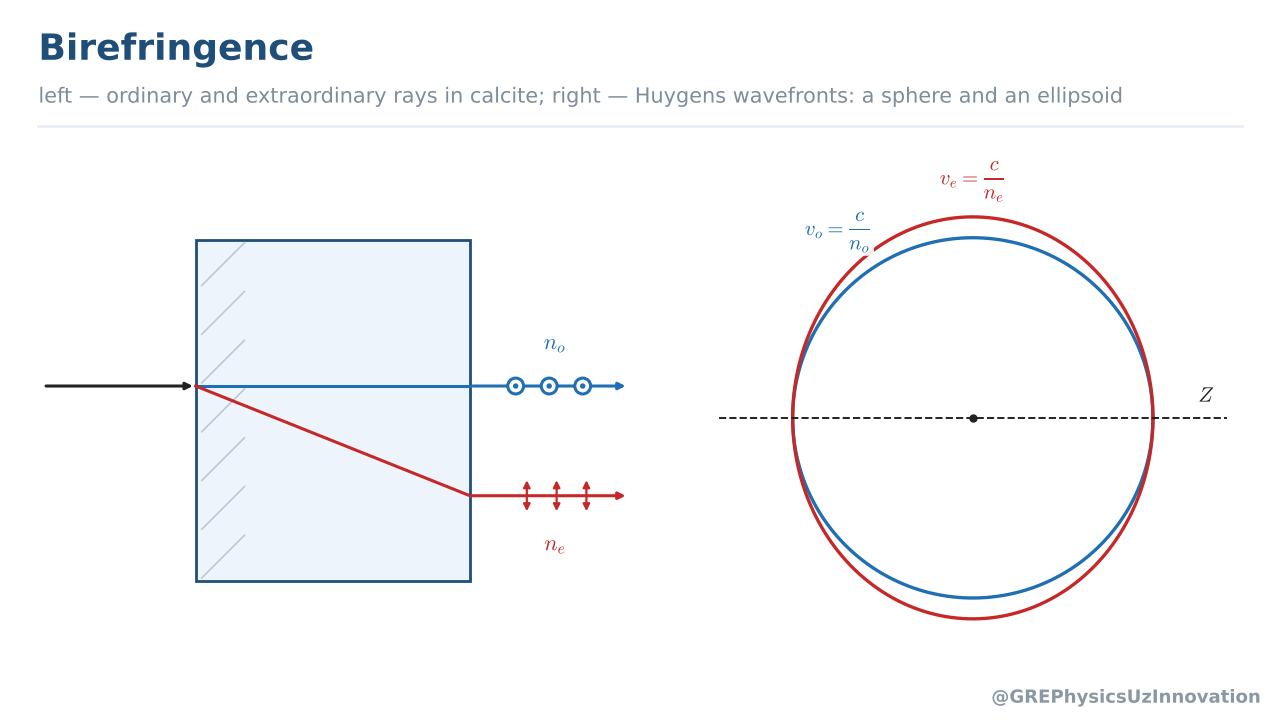 Birefringence
left — ordinary and extraordinary rays in calcite; right — Huygens wavefronts: a sphere and an ellipsoid
v_e = c/n_e
v_o = c/n_o
n_o
Z
n_e
@GREPhysicsUzInnovation